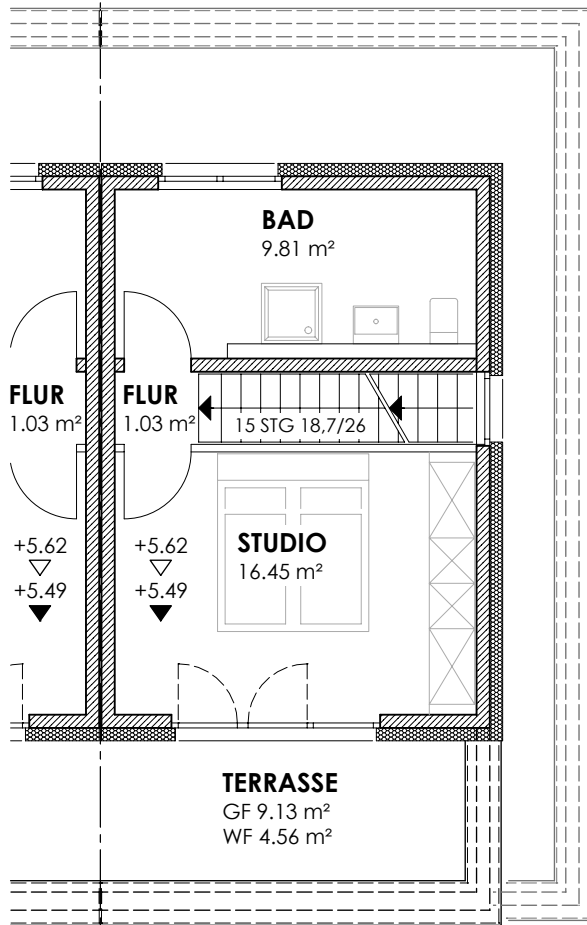 BAD
9.81 m²
FLUR
1.03 m²
FLUR
1.03 m²
15 STG 18,7/26
+5.62
+5.49
+5.62
+5.49
STUDIO
16.45 m²
TERRASSE
GF 9.13 m²
WF 4.56 m²